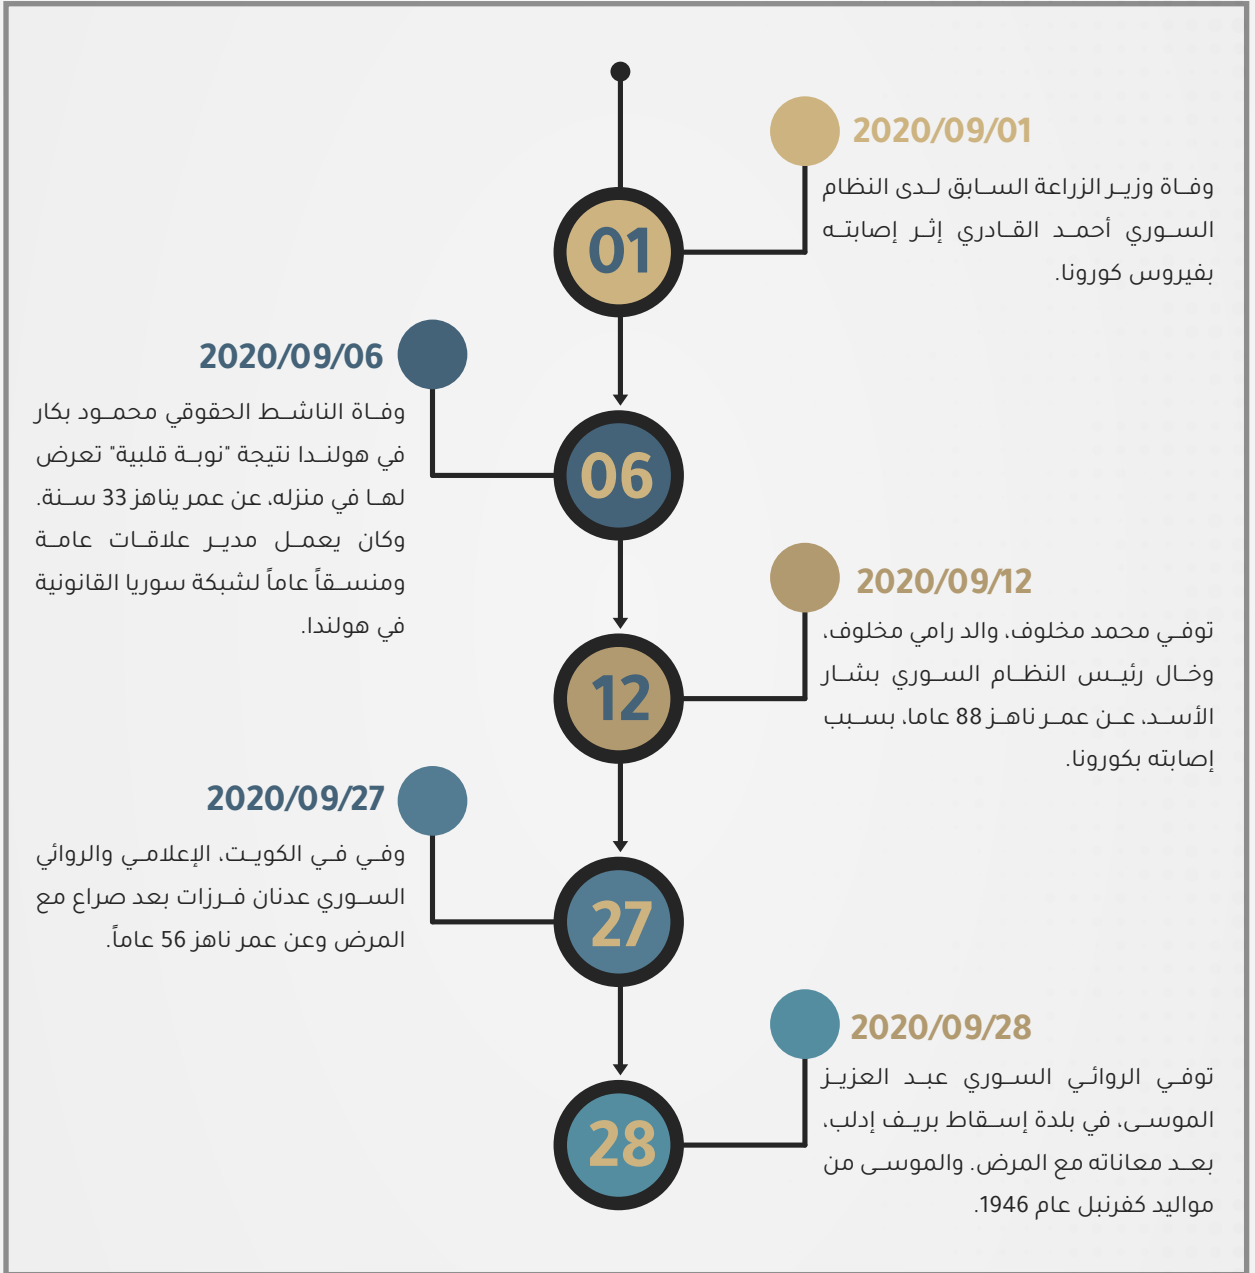 2020/09/01
وفاة وزير الزراعة السابق لدى النظام
السوري أحمد القادري إثر إصابته
بفيروس كورونا.
01
2020/09/06
وفاة الناشط الحقوقي محمود بكار
في هولندا نتيجة "نوبة قلبية" تعرض
لها في منزله، عن عمر يناهز 33 سنة.
وكان يعمل مدير علاقات عامة
ومنسقاً عاماً لشبكة سوريا القانونية
في هولندا.
06
2020/09/12
توفي محمد مخلوف، والد رامي مخلوف،
وخال رئيس النظام السوري بشار
الأسد، عن عمر ناهز 88 عاما، بسبب
إصابته بكورونا.
12
2020/09/27
وفي في الكويت، الإعلامي والروائي
السوري عدنان فرزات بعد صراع مع
المرض وعن عمر ناهز 56 عاماً.
27
2020/09/28
توفي الروائي السوري عبد العزيز
الموسى، في بلدة إسقاط بريف إدلب،
بعد معاناته مع المرض. والموسى من
مواليد كفرنبل عام 1946.
28